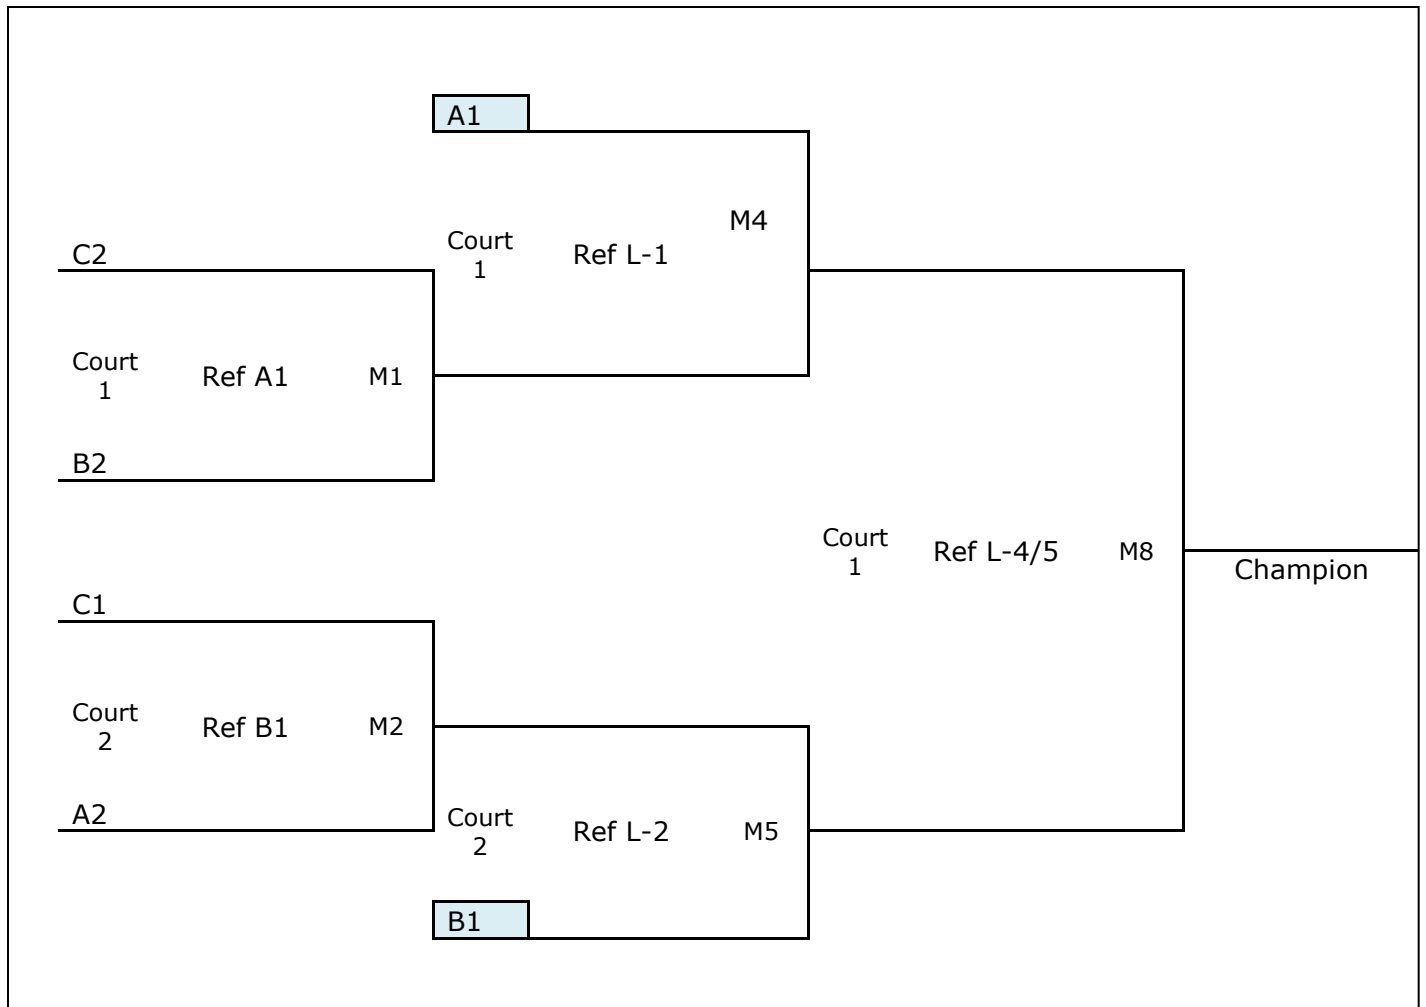 A1
M4
Court
1
Ref L-1
C2
Court
1
Ref A1
M1
B2
Court
1
Ref L-4/5
M8
Champion
C1
Court
2
Ref B1
M2
A2
Court
2
Ref L-2
M5
B1